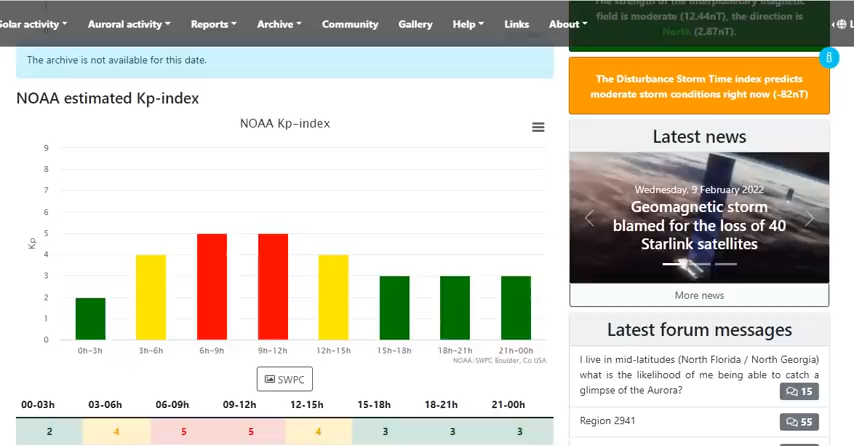 Solar activity Auroral activity Reports Archive Community Gallery Help Links About L
The strength of the interplanetary magnetic
field is moderate (12.44nT), the direction is
North (2.87nT).
The archive is not available for this date.
NOAA estimated Kp-index
NOAA Kp-index
9
8
7
6
5
4
3
2
1
0
Kp
0h-3h 3h-6h 6h-9h 9h-12h 12h-15h 15h-18h 18h-21h 21h-00h
NOAA/SWPC Boulder, Co USA
SWPC
00-03h 03-06h 06-09h 09-12h 12-15h 15-18h 18-21h 21-00h
2 4 5 5 4 3 3 3
The Disturbance Storm Time index predicts
moderate storm conditions right now (-82nT)
Latest news
Wednesday, 9 February 2022
Geomagnetic storm
blamed for the loss of 40
Starlink satellites
More news
Latest forum messages
I live in mid-latitudes (North Florida / North Georgia)
what is the likelihood of me being able to catch a
glimpse of the Aurora? 15
Region 2941 55